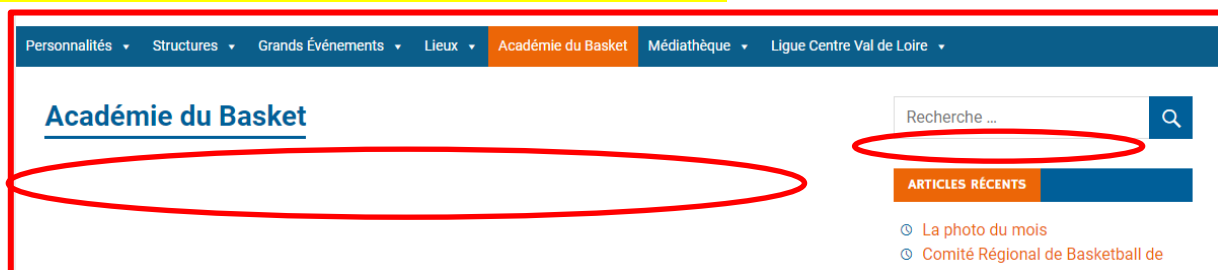 Personnalités Structures Grands Événements Lieux Académie du Basket Médiathèque Ligue Centre Val de Loire
Académie du Basket
Recherche ...
ARTICLES RÉCENTS
La photo du mois
Comité Régional de Basketball de